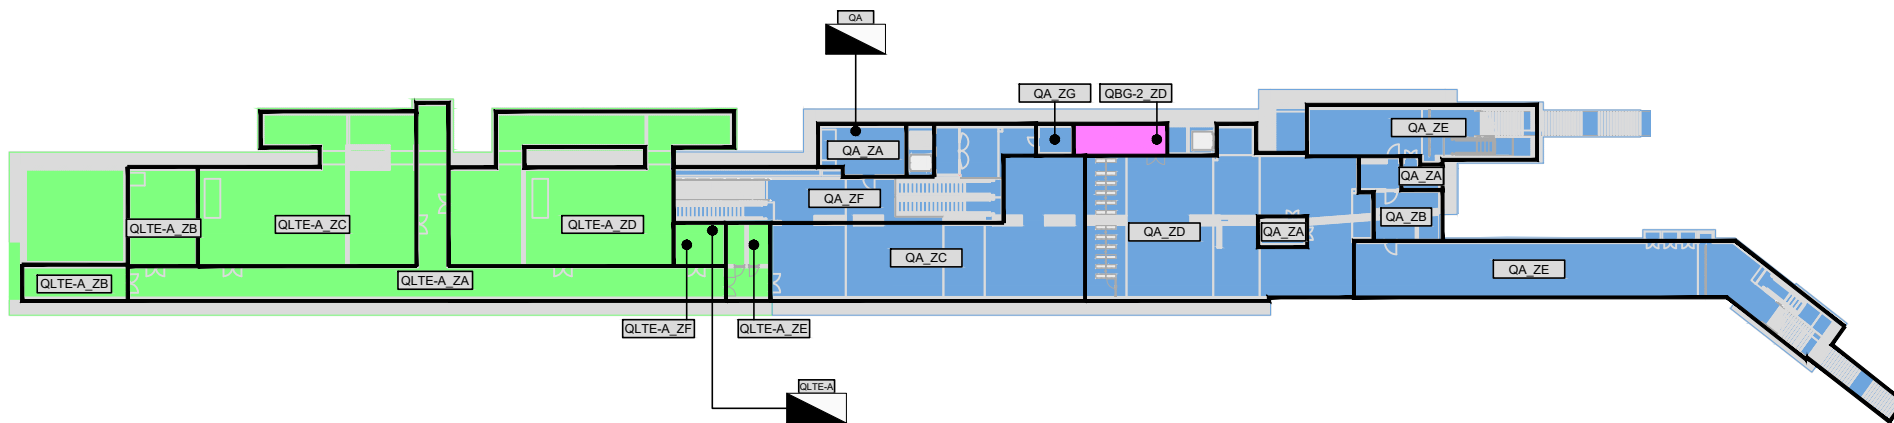 QA
QA_ZG
QBG-2_ZD
QA_ZE
QA_ZA
QA_ZA
QA_ZF
QA_ZB
QLTE-A_ZB
QLTE-A_ZC
QLTE-A_ZD
QA_ZD
QA_ZA
QA_ZC
QA_ZE
QLTE-A_ZB
QLTE-A_ZA
QLTE-A_ZF
QLTE-A_ZE
QLTE-A